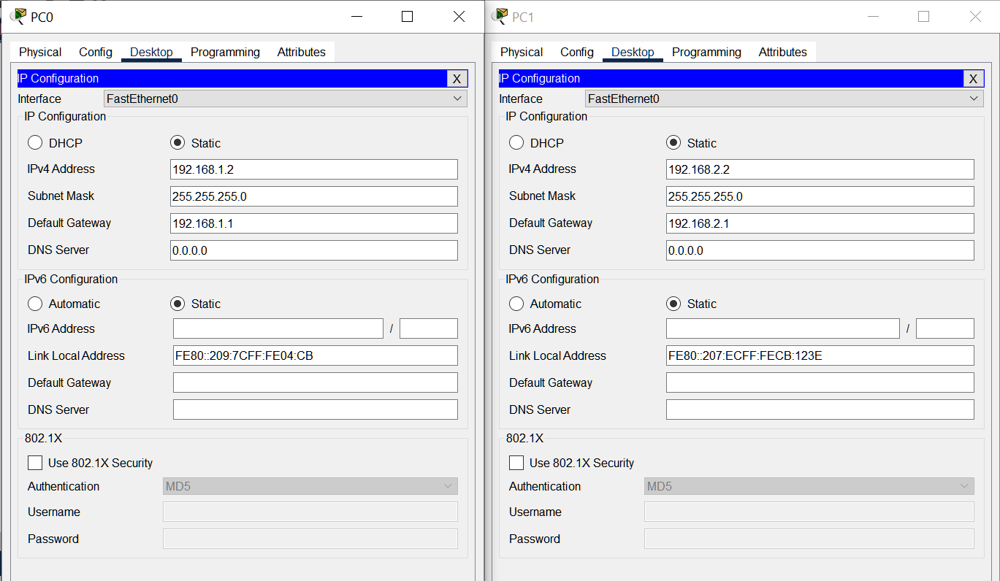 PC0
Physical Config Desktop Programming Attributes
IP Configuration X
Interface FastEthernet0
IP Configuration
DHCP Static
IPv4 Address 192.168.1.2
Subnet Mask 255.255.255.0
Default Gateway 192.168.1.1
DNS Server 0.0.0.0
IPv6 Configuration
Automatic Static
IPv6 Address /
Link Local Address FE80::209:7CFF:FE04:CB
Default Gateway
DNS Server
802.1X
Use 802.1X Security
Authentication MD5
Username
Password
PC1
Physical Config Desktop Programming Attributes
IP Configuration X
Interface FastEthernet0
IP Configuration
DHCP Static
IPv4 Address 192.168.2.2
Subnet Mask 255.255.255.0
Default Gateway 192.168.2.1
DNS Server 0.0.0.0
IPv6 Configuration
Automatic Static
IPv6 Address /
Link Local Address FE80::207:ECFF:FECB:123E
Default Gateway
DNS Server
802.1X
Use 802.1X Security
Authentication MD5
Username
Password